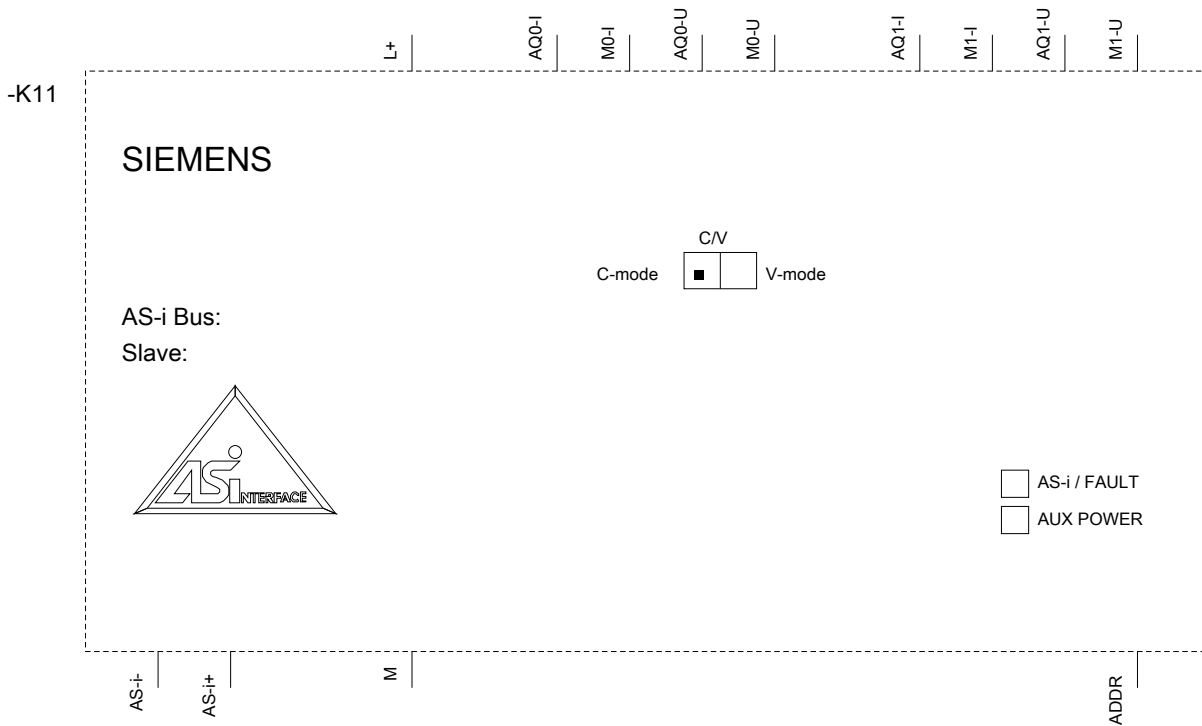 L+ AQ0-I M0-I AQ0-U M0-U AQ1-I M1-I AQ1-U M1-U
-K11
SIEMENS
C/V
C-mode V-mode
AS-i Bus:
Slave:
ASi INTERFACE
AS-i / FAULT
AUX POWER
AS-i- AS-i+ M ADDR